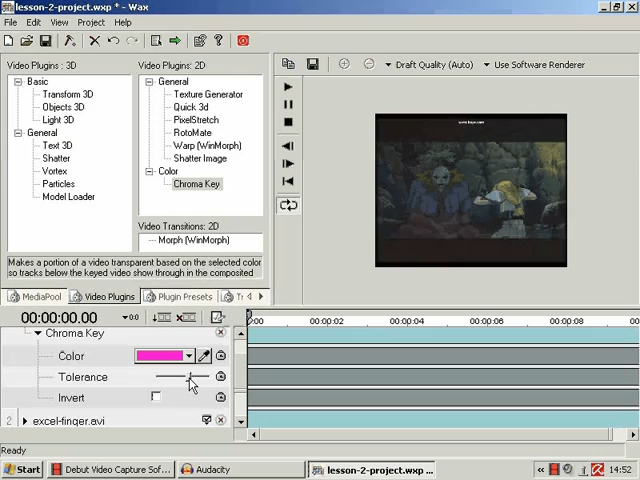 lesson-2-project.wxp * - Wax
File Edit View Project Help
Video Plugins : 3D
Basic
Transform 3D
Objects 3D
Light 3D
General
Text 3D
Shatter
Vortex
Particles
Model Loader
Video Plugins: 2D
General
Texture Generator
Quick 3d
PixelStretch
RotoMate
Warp (WinMorph)
Shatter Image
Color
Chroma Key
Video Transitions: 2D
Morph (WinMorph)
Makes a portion of a video transparent based on the selected color
so tracks below the keyed video show through in the composited
MediaPool Video Plugins Plugin Presets Tr
Draft Quality (Auto) Use Software Renderer
00:00:00.00 0:0
:00 00:00:02 00:00:04 00:00:06 00:00:08 00:
Chroma Key
Color
Tolerance
Invert
2 excel-finger.avi
Ready
Start Debut Video Capture Sof... Audacity lesson-2-project.wxp ... 14:52